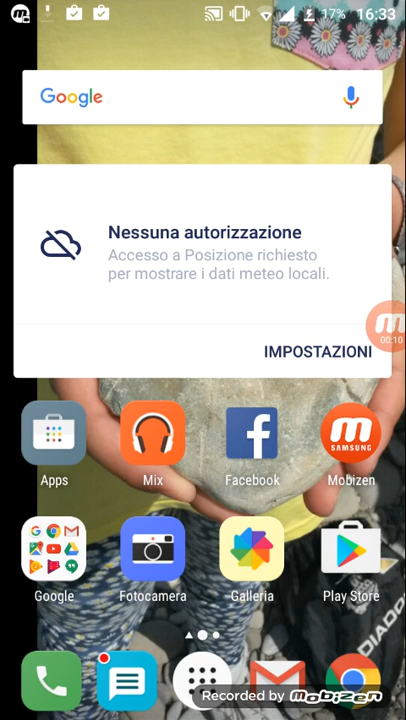 17% 16:33
Google
Nessuna autorizzazione
Accesso a Posizione richiesto
per mostrare i dati meteo locali.
00:10
IMPOSTAZIONI
SAMSUNG
Apps Mix Facebook Mobizen
Google Fotocamera Galleria Play Store
DIADO
Recorded by Mobizen